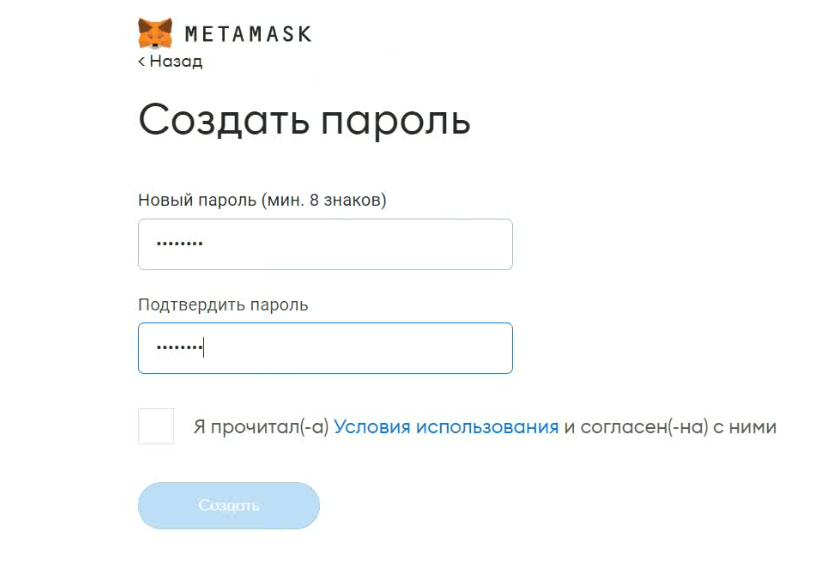 METAMASK
< Назад
Создать пароль
Новый пароль (мин. 8 знаков)
••••••••
Подтвердить пароль
••••••••
Я прочитал(-а) Условия использования и согласен(-на) с ними
Создать